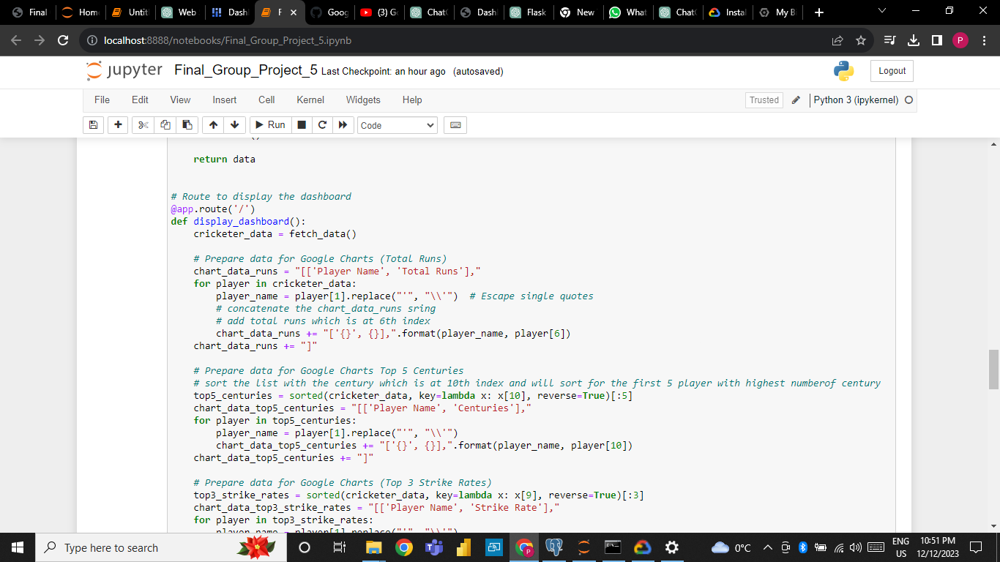 Final
Hom
Untit
Web
Dash
F
Goog
(3) Go
Chat
Dash
Flask
New
What
Chat
Instal
My B
localhost:8888/notebooks/Final_Group_Project_5.ipynb
P
jupyter Final_Group_Project_5 Last Checkpoint: an hour ago (autosaved)
Logout
File Edit View Insert Cell Kernel Widgets Help
Trusted Python 3 (ipykernel)
Run Code
return data
# Route to display the dashboard
@app.route('/')
def display_dashboard():
cricketer_data = fetch_data()
# Prepare data for Google Charts (Total Runs)
chart_data_runs = "[['Player Name', 'Total Runs'],"
for player in cricketer_data:
player_name = player[1].replace("'", "\\'") # Escape single quotes
# concatenate the chart_data_runs sring
# add total runs which is at 6th index
chart_data_runs += "['{}', {}],".format(player_name, player[6])
chart_data_runs += "]"
# Prepare data for Google Charts Top 5 Centuries
# sort the list with the century which is at 10th index and will sort for the first 5 player with highest numberof century
top5_centuries = sorted(cricketer_data, key=lambda x: x[10], reverse=True)[:5]
chart_data_top5_centuries = "[['Player Name', 'Centuries'],"
for player in top5_centuries:
player_name = player[1].replace("'", "\\'")
chart_data_top5_centuries += "['{}', {}],".format(player_name, player[10])
chart_data_top5_centuries += "]"
# Prepare data for Google Charts (Top 3 Strike Rates)
top3_strike_rates = sorted(cricketer_data, key=lambda x: x[9], reverse=True)[:3]
chart_data_top3_strike_rates = "[['Player Name', 'Strike Rate'],"
for player in top3_strike_rates:
player_name = player[1].replace("'", "\\'")
Type here to search
0°C
ENG
US
10:51 PM
12/12/2023